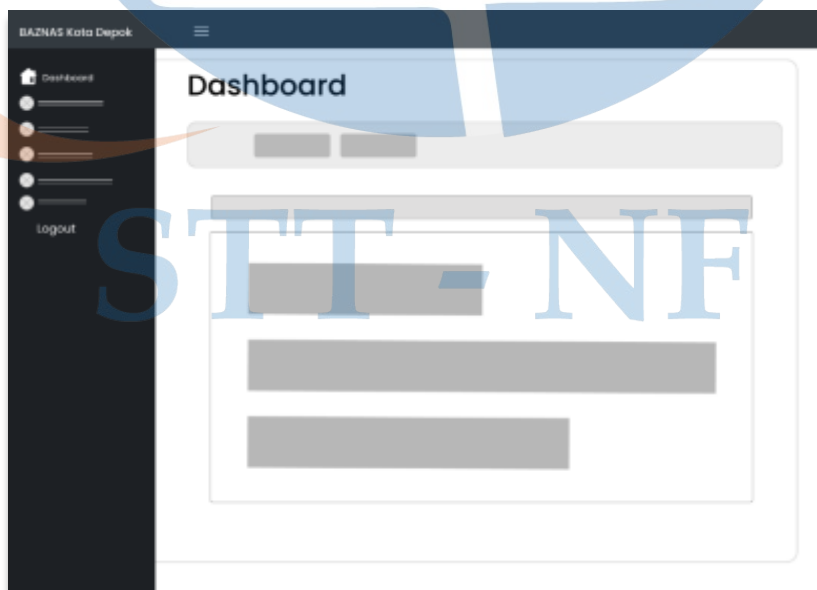 BAZNAS Kota Depok
Dashboard
Dashboard
Logout
STT - NF